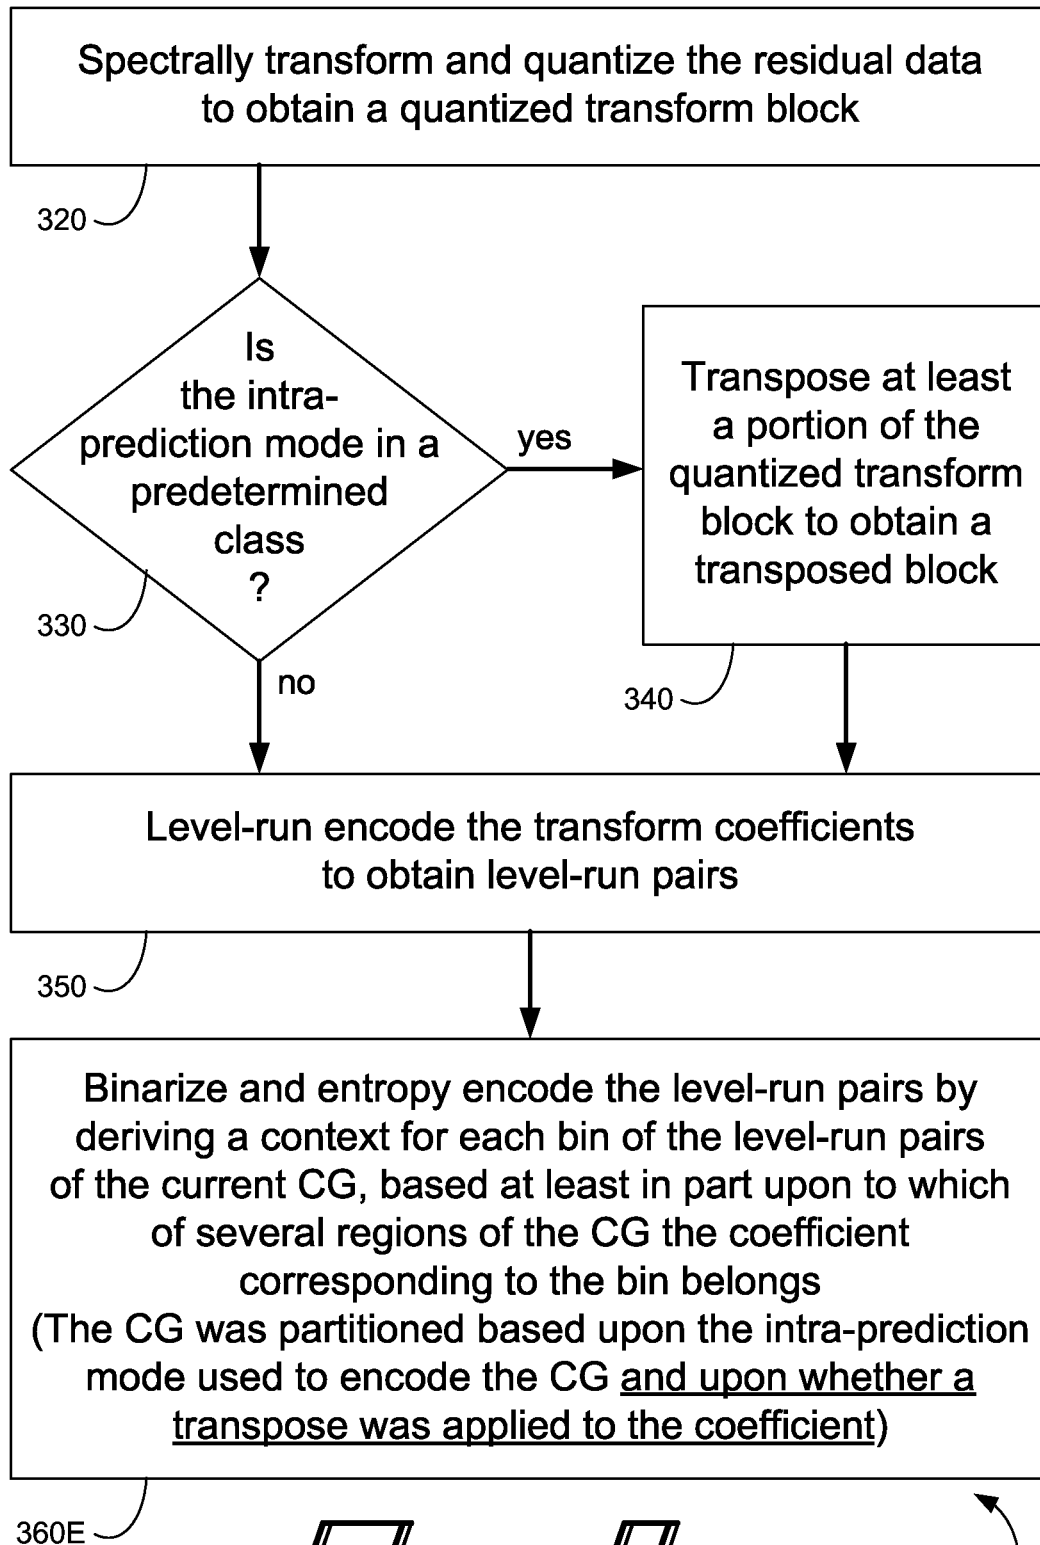 Spectrally transform and quantize the residual data
to obtain a quantized transform block
320
Is
the intra-
prediction mode in a
predetermined
class
?
yes
330
no
Transpose at least
a portion of the
quantized transform
block to obtain a
transposed block
340
Level-run encode the transform coefficients
to obtain level-run pairs
350
Binarize and entropy encode the level-run pairs by
deriving a context for each bin of the level-run pairs
of the current CG, based at least in part upon to which
of several regions of the CG the coefficient
corresponding to the bin belongs
(The CG was partitioned based upon the intra-prediction
mode used to encode the CG and upon whether a
transpose was applied to the coefficient)
360E